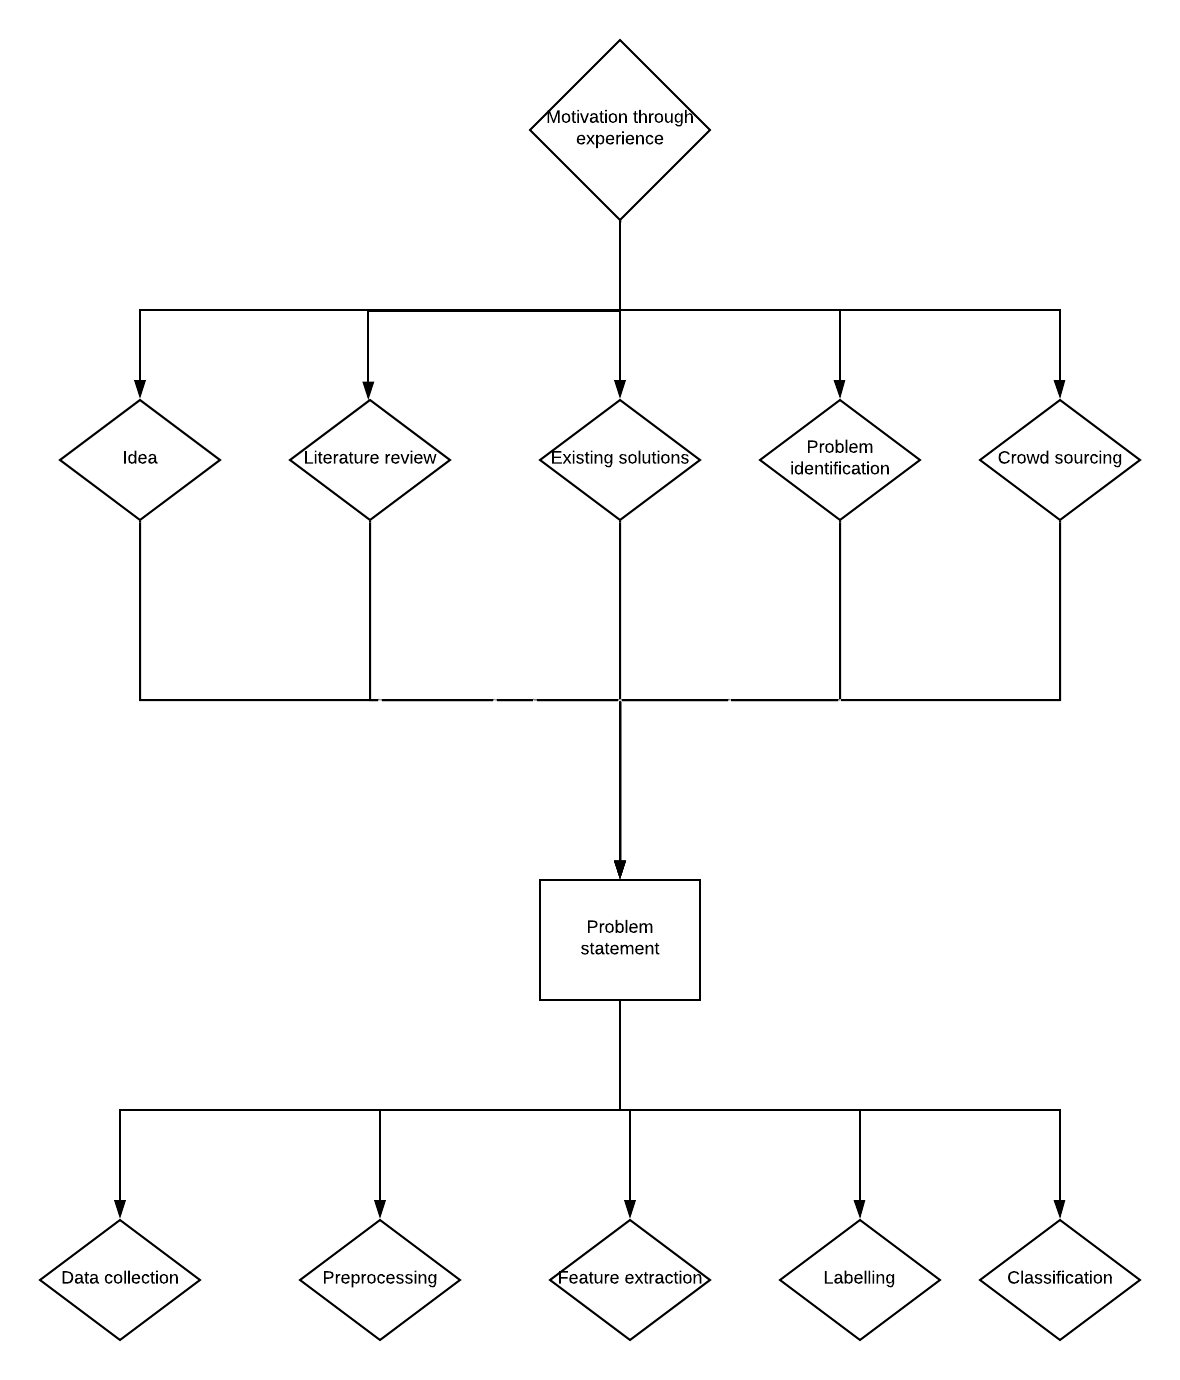 Motivation through
experience
Idea
Literature review
Existing solutions
Problem
identification
Crowd sourcing
Problem
statement
Data collection
Preprocessing
Feature extraction
Labelling
Classification